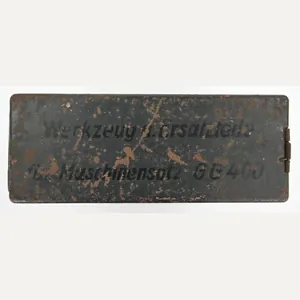 Werkzeug u. Ersatzteile
Maschinensatz GG 400